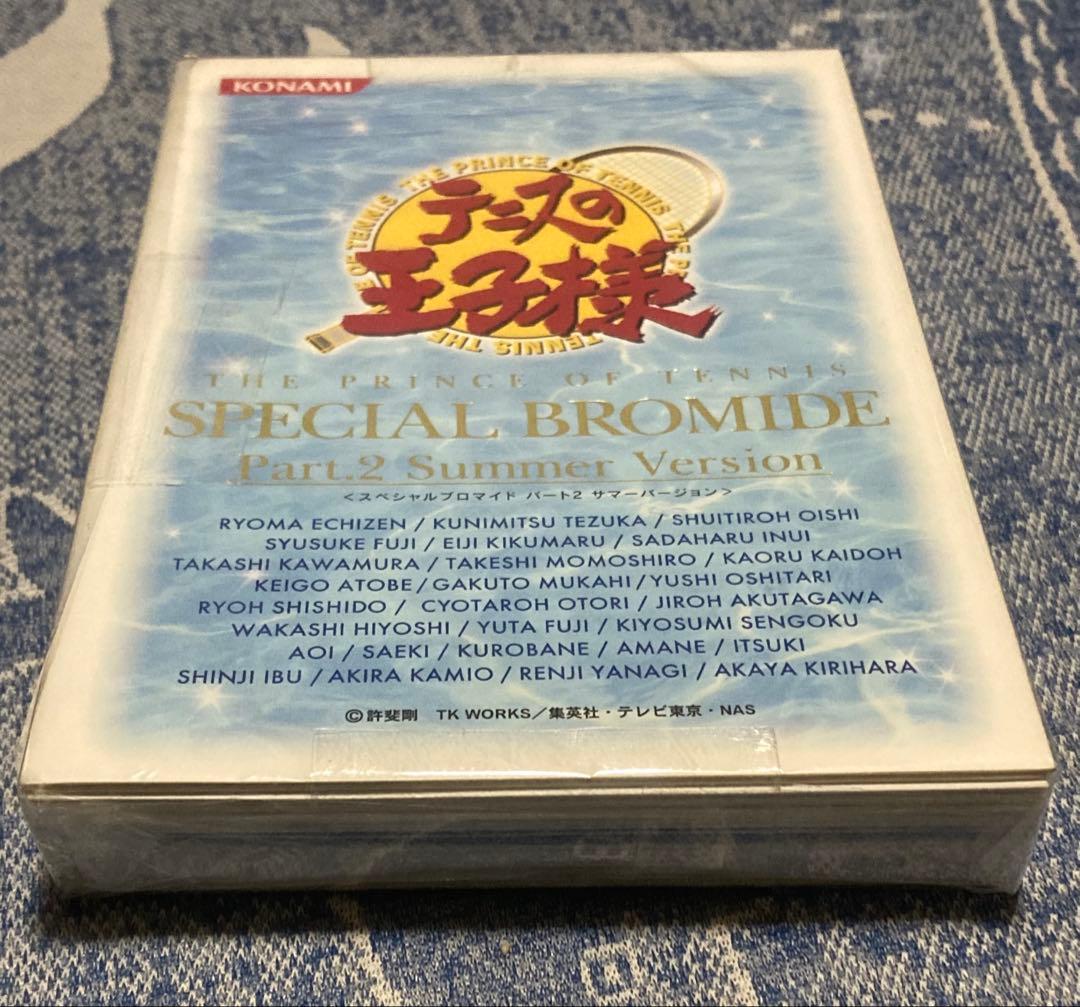 KONAMI
THE PRINCE OF TENNIS THE PRINCE OF TENNIS THE
テニスの
王子様
THE PRINCE OF TENNIS
SPECIAL BROMIDE
Part.2 Summer Version
<スペシャルブロマイド パート2 サマーバージョン>
RYOMA ECHIZEN / KUNIMITSU TEZUKA / SHUITIROH OISHI
SYUSUKE FUJI / EIJI KIKUMARU / SADAHARU INUI
TAKASHI KAWAMURA / TAKESHI MOMOSHIRO / KAORU KAIDOH
KEIGO ATOBE / GAKUTO MUKAHI / YUSHI OSHITARI
RYOH SHISHIDO / CYOTAROH OTORI / JIROH AKUTAGAWA
WAKASHI HIYOSHI / YUTA FUJI / KIYOSUMI SENGOKU
AOI / SAEKI / KUROBANE / AMANE / ITSUKI
SHINJI IBU / AKIRA KAMIO / RENJI YANAGI / AKAYA KIRIHARA
©許斐剛 TK WORKS／集英社・テレビ東京・NAS